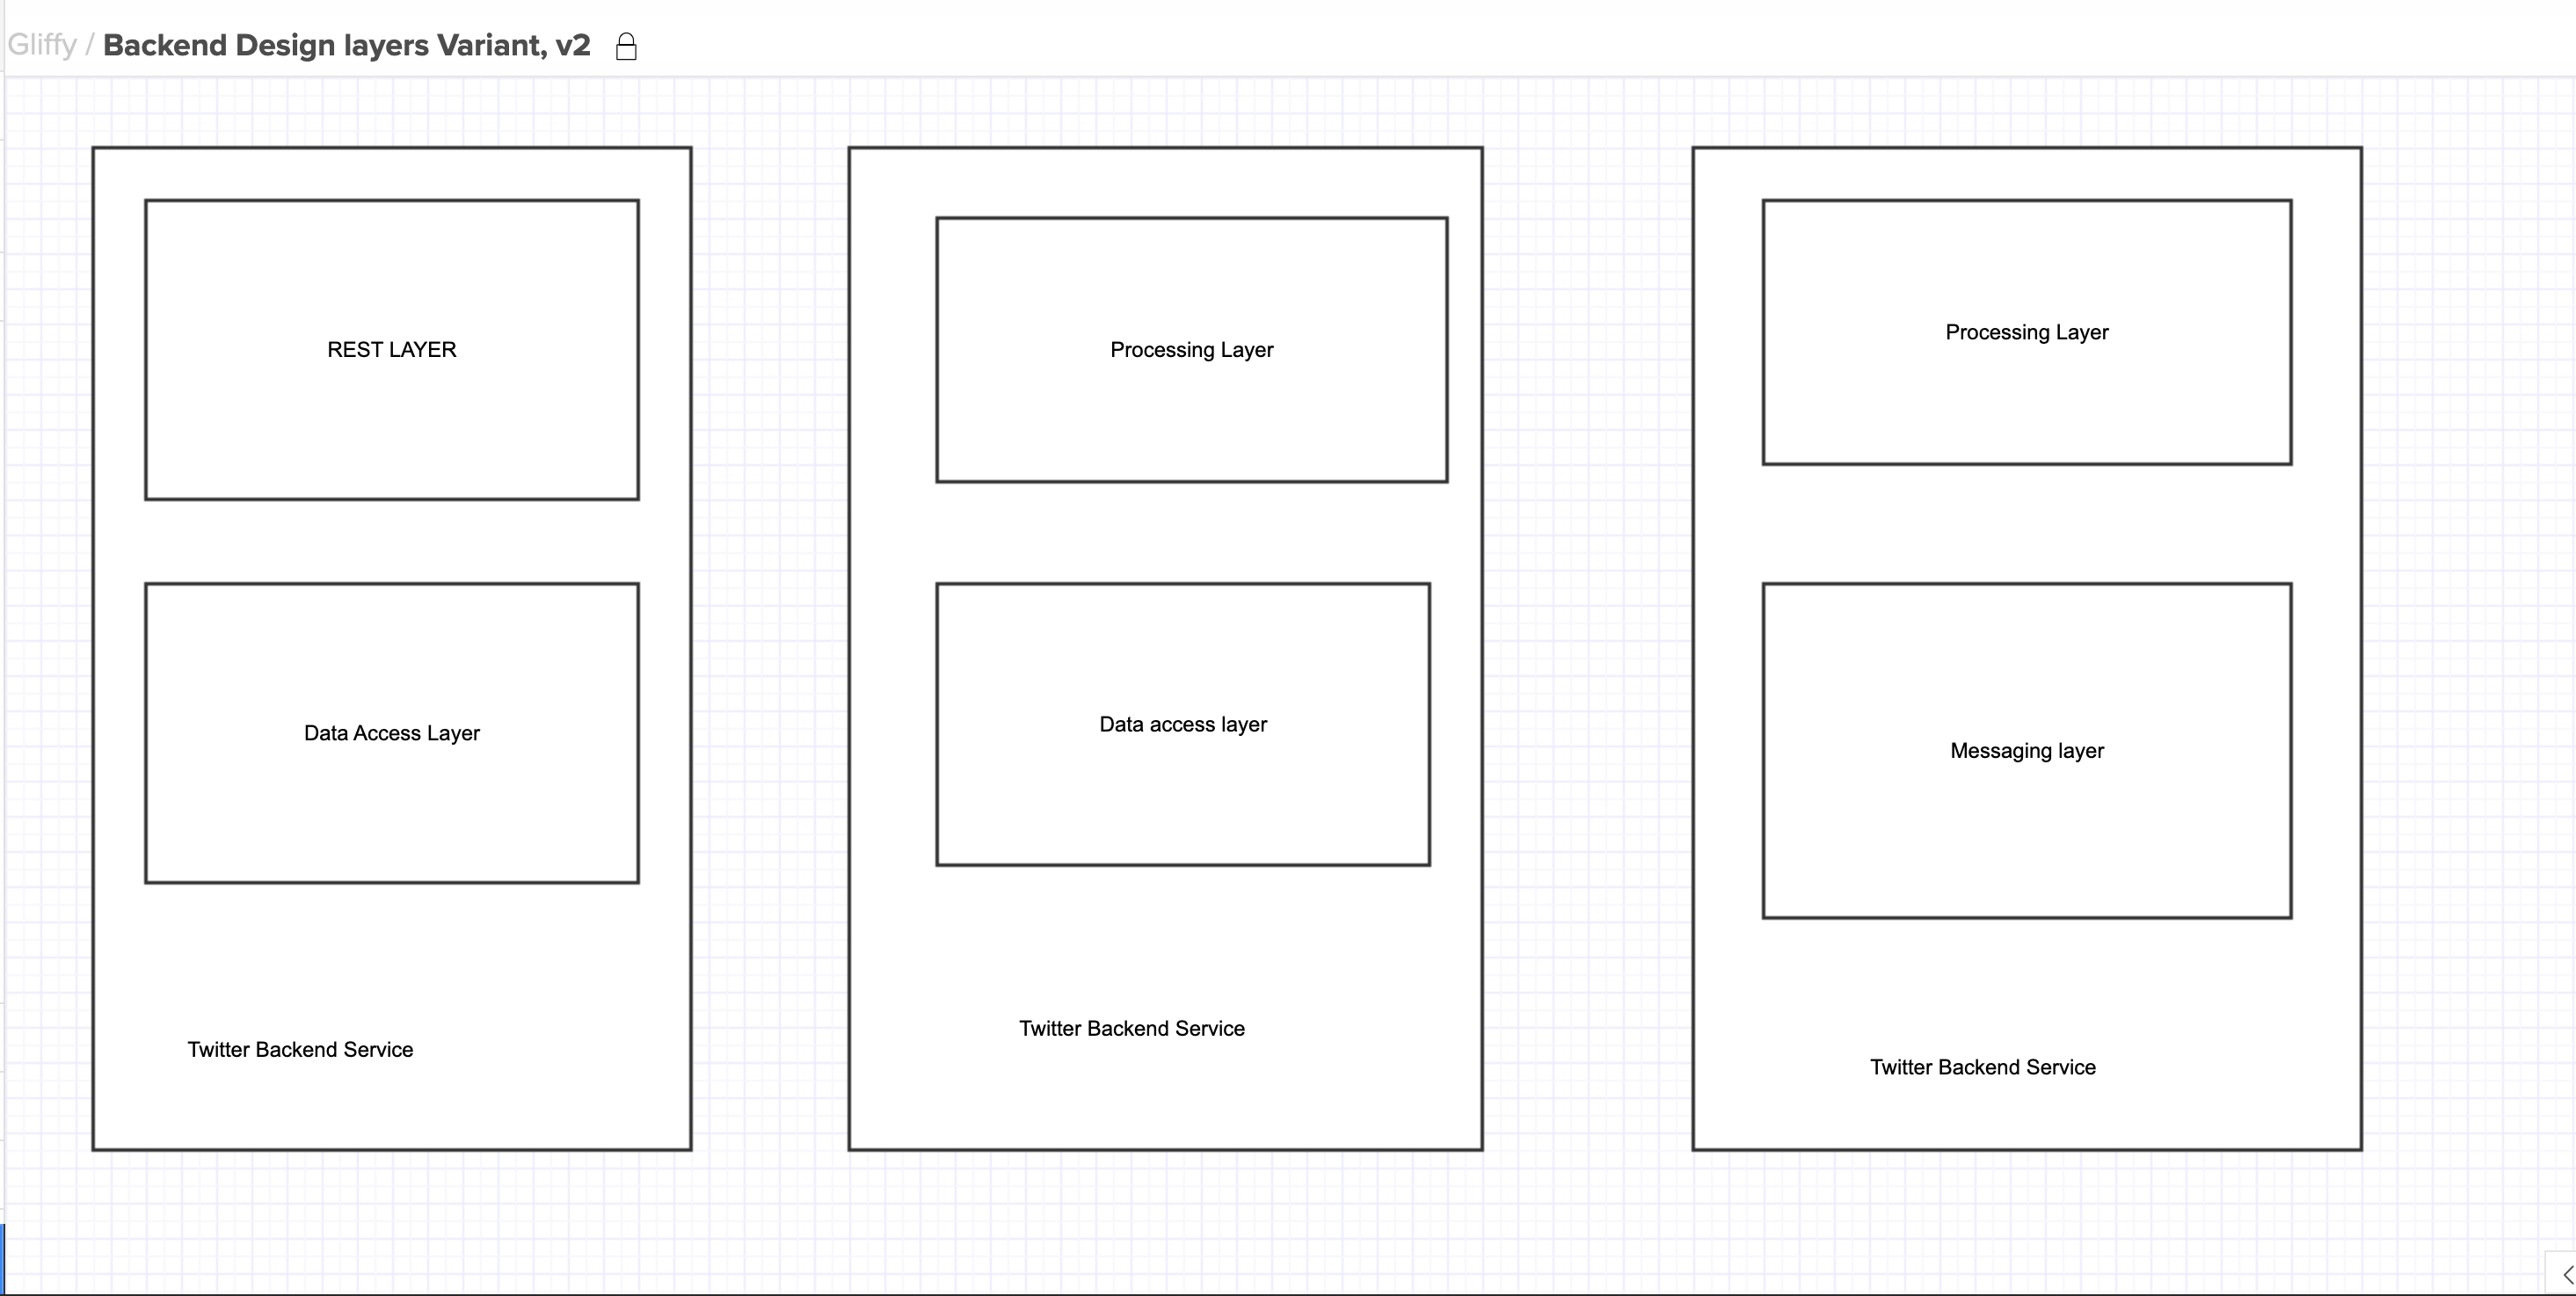 Gliffy / Backend Design layers Variant, v2
REST LAYER
Data Access Layer
Twitter Backend Service
Processing Layer
Data access layer
Twitter Backend Service
Processing Layer
Messaging layer
Twitter Backend Service